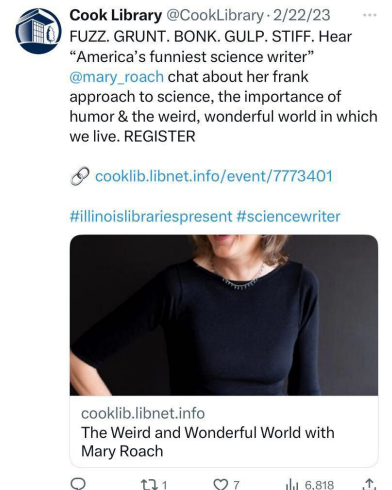 Cook Library @CookLibrary · 2/22/23 ...
FUZZ. GRUNT. BONK. GULP. STIFF. Hear
“America’s funniest science writer”
@mary_roach chat about her frank
approach to science, the importance of
humor & the weird, wonderful world in which
we live. REGISTER
cooklib.libnet.info/event/7773401
#illinoislibrariespresent #sciencewriter
cooklib.libnet.info
The Weird and Wonderful World with
Mary Roach
1 7 6,818